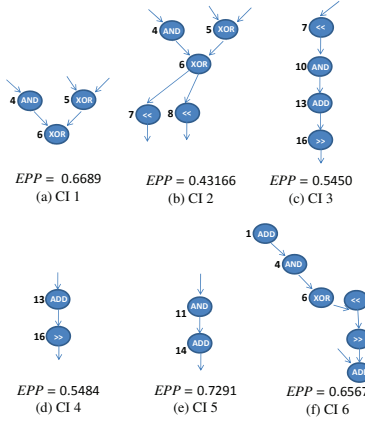 4 AND 5 XOR
6 XOR
EPP = 0.6689
(a) CI 1
4 AND 5 XOR
6 XOR
7 << 8 <<
EPP = 0.43166
(b) CI 2
7 <<
10 AND
13 ADD
16 >>
EPP = 0.5450
(c) CI 3
13 ADD
16 >>
EPP = 0.5484
(d) CI 4
11 AND
14 ADD
EPP = 0.7291
(e) CI 5
1 ADD
4 AND
6 XOR <<
>>
ADD
EPP = 0.6567
(f) CI 6